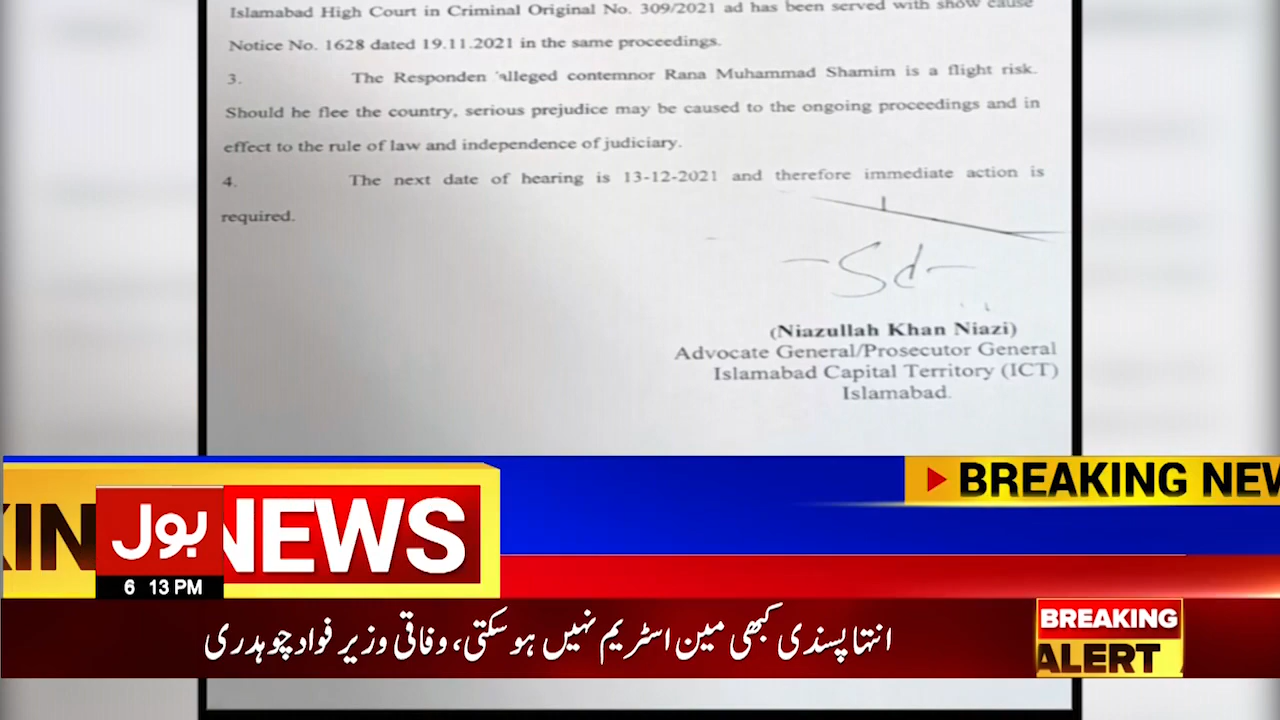 Islamabad High Court in Criminal Original No. 309/2021 ad has been served with show cause
Notice No. 1628 dated 19.11.2021 in the same proceedings.
3. The Responden alleged contemnor Rana Muhammad Shamim is a flight risk.
Should he flee the country, serious prejudice may be caused to the ongoing proceedings and in
effect to the rule of law and independence of judiciary.
4. The next date of hearing is 13-12-2021 and therefore immediate action is
required.
-Sd-
(Niazullah Khan Niazi)
Advocate General/Prosecutor General
Islamabad Capital Territory (ICT)
Islamabad.
BREAKING NEW
KIN
بول NEWS
6 13 PM
انتہا پسندی کبھی مین اسٹریم نہیں ہو سکتی، وفاقی وزیر فواد چوہدری
BREAKING
ALERT